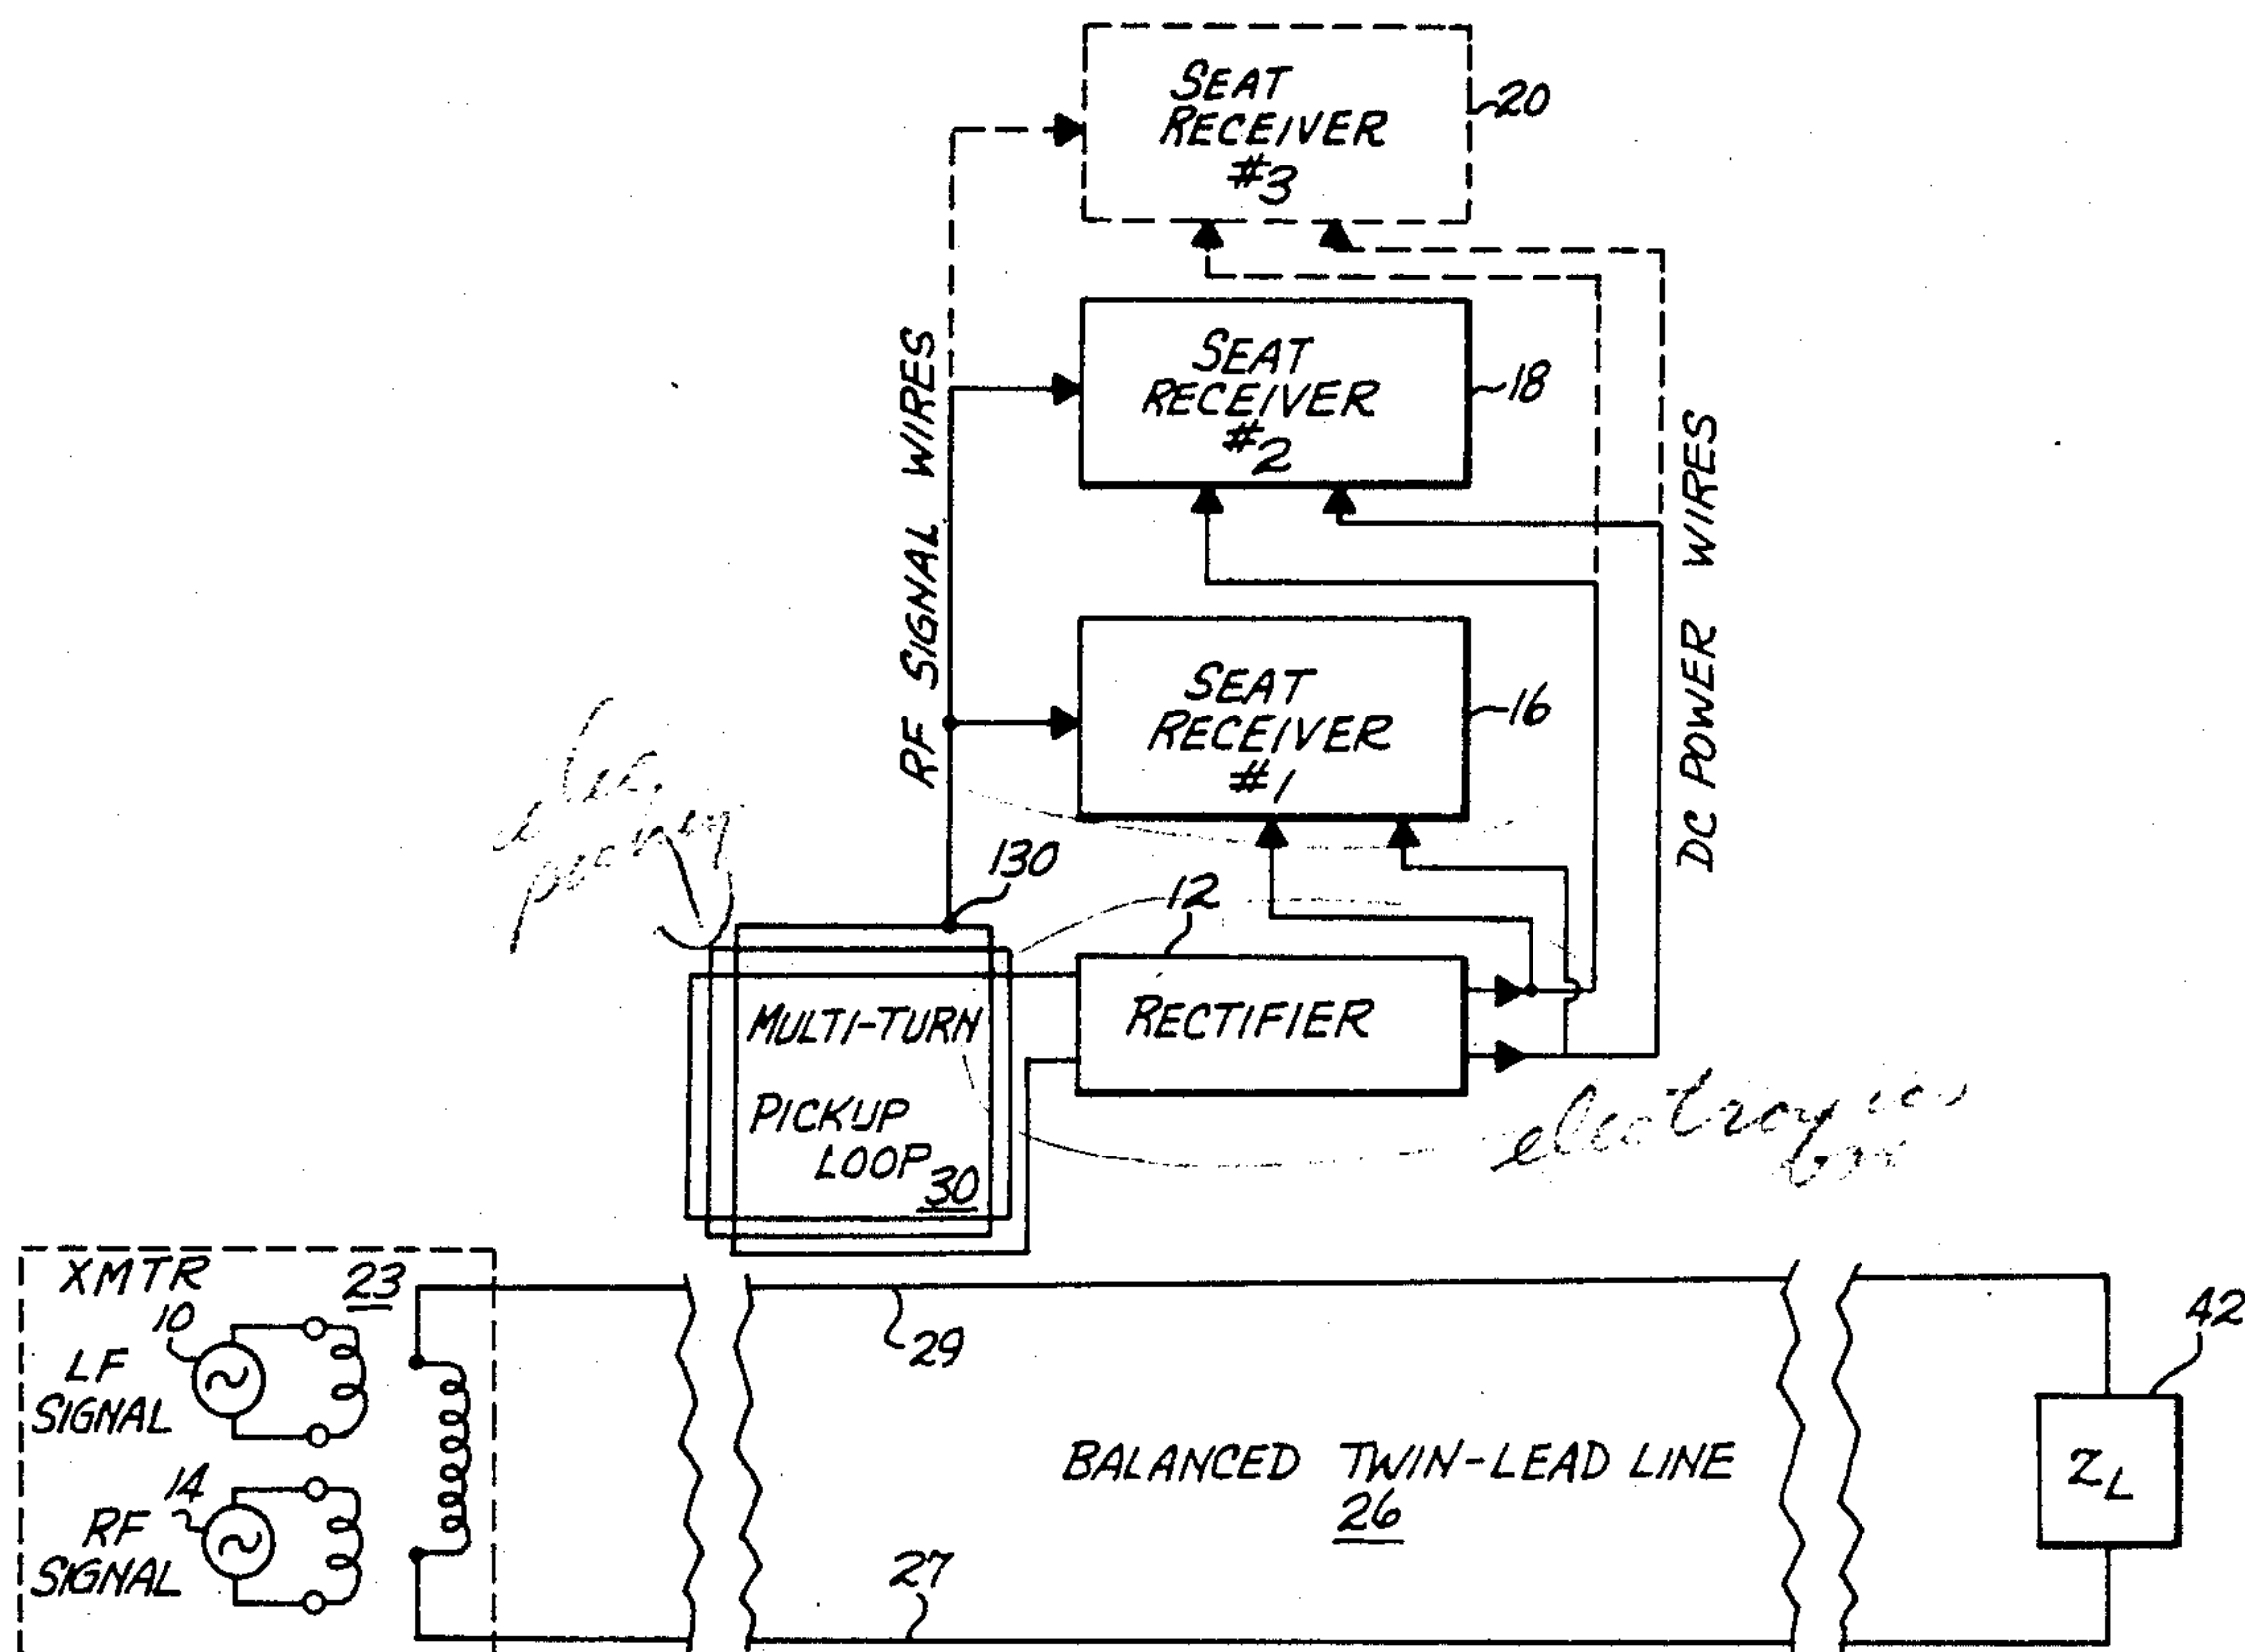 SEAT
RECEIVER
#3
20
SEAT
RECEIVER
#2
18
RF SIGNAL WIRES
DC POWER WIRES
SEAT
RECEIVER
#1
16
130
12
MULTI-TURN
PICKUP
LOOP 30
RECTIFIER
XMTR 23
10
LF
SIGNAL
14
RF
SIGNAL
29
BALANCED TWIN-LEAD LINE
26
27
42
ZL